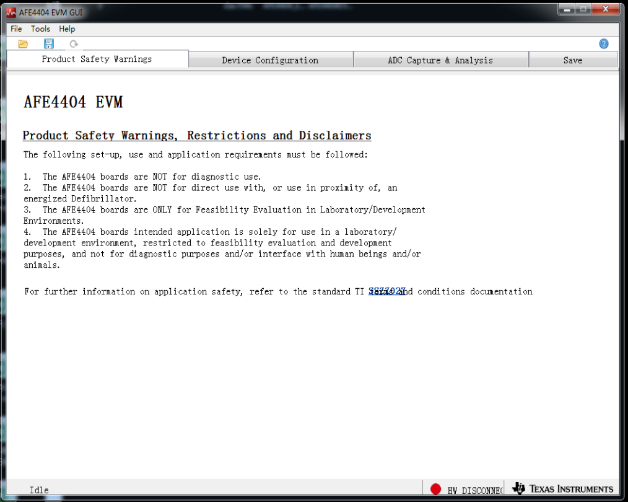 AFE4404 EVM GUI
File Tools Help
Product Safety Warnings Device Configuration ADC Capture & Analysis Save
AFE4404 EVM
Product Safety Warnings, Restrictions and Disclaimers
The following set-up, use and application requirements must be followed:
1. The AFE4404 boards are NOT for diagnostic use.
2. The AFE4404 boards are NOT for direct use with, or use in proximity of, an
energized Defibrillator.
3. The AFE4404 boards are ONLY for Feasibility Evaluation in Laboratory/Development
Environments.
4. The AFE4404 boards intended application is solely for use in a laboratory/
development environment, restricted to feasibility evaluation and development
purposes, and not for diagnostic purposes and/or interface with human beings and/or
animals.
For further information on application safety, refer to the standard TI and conditions documentation
Idle HW DISCONNEC TEXAS INSTRUMENTS